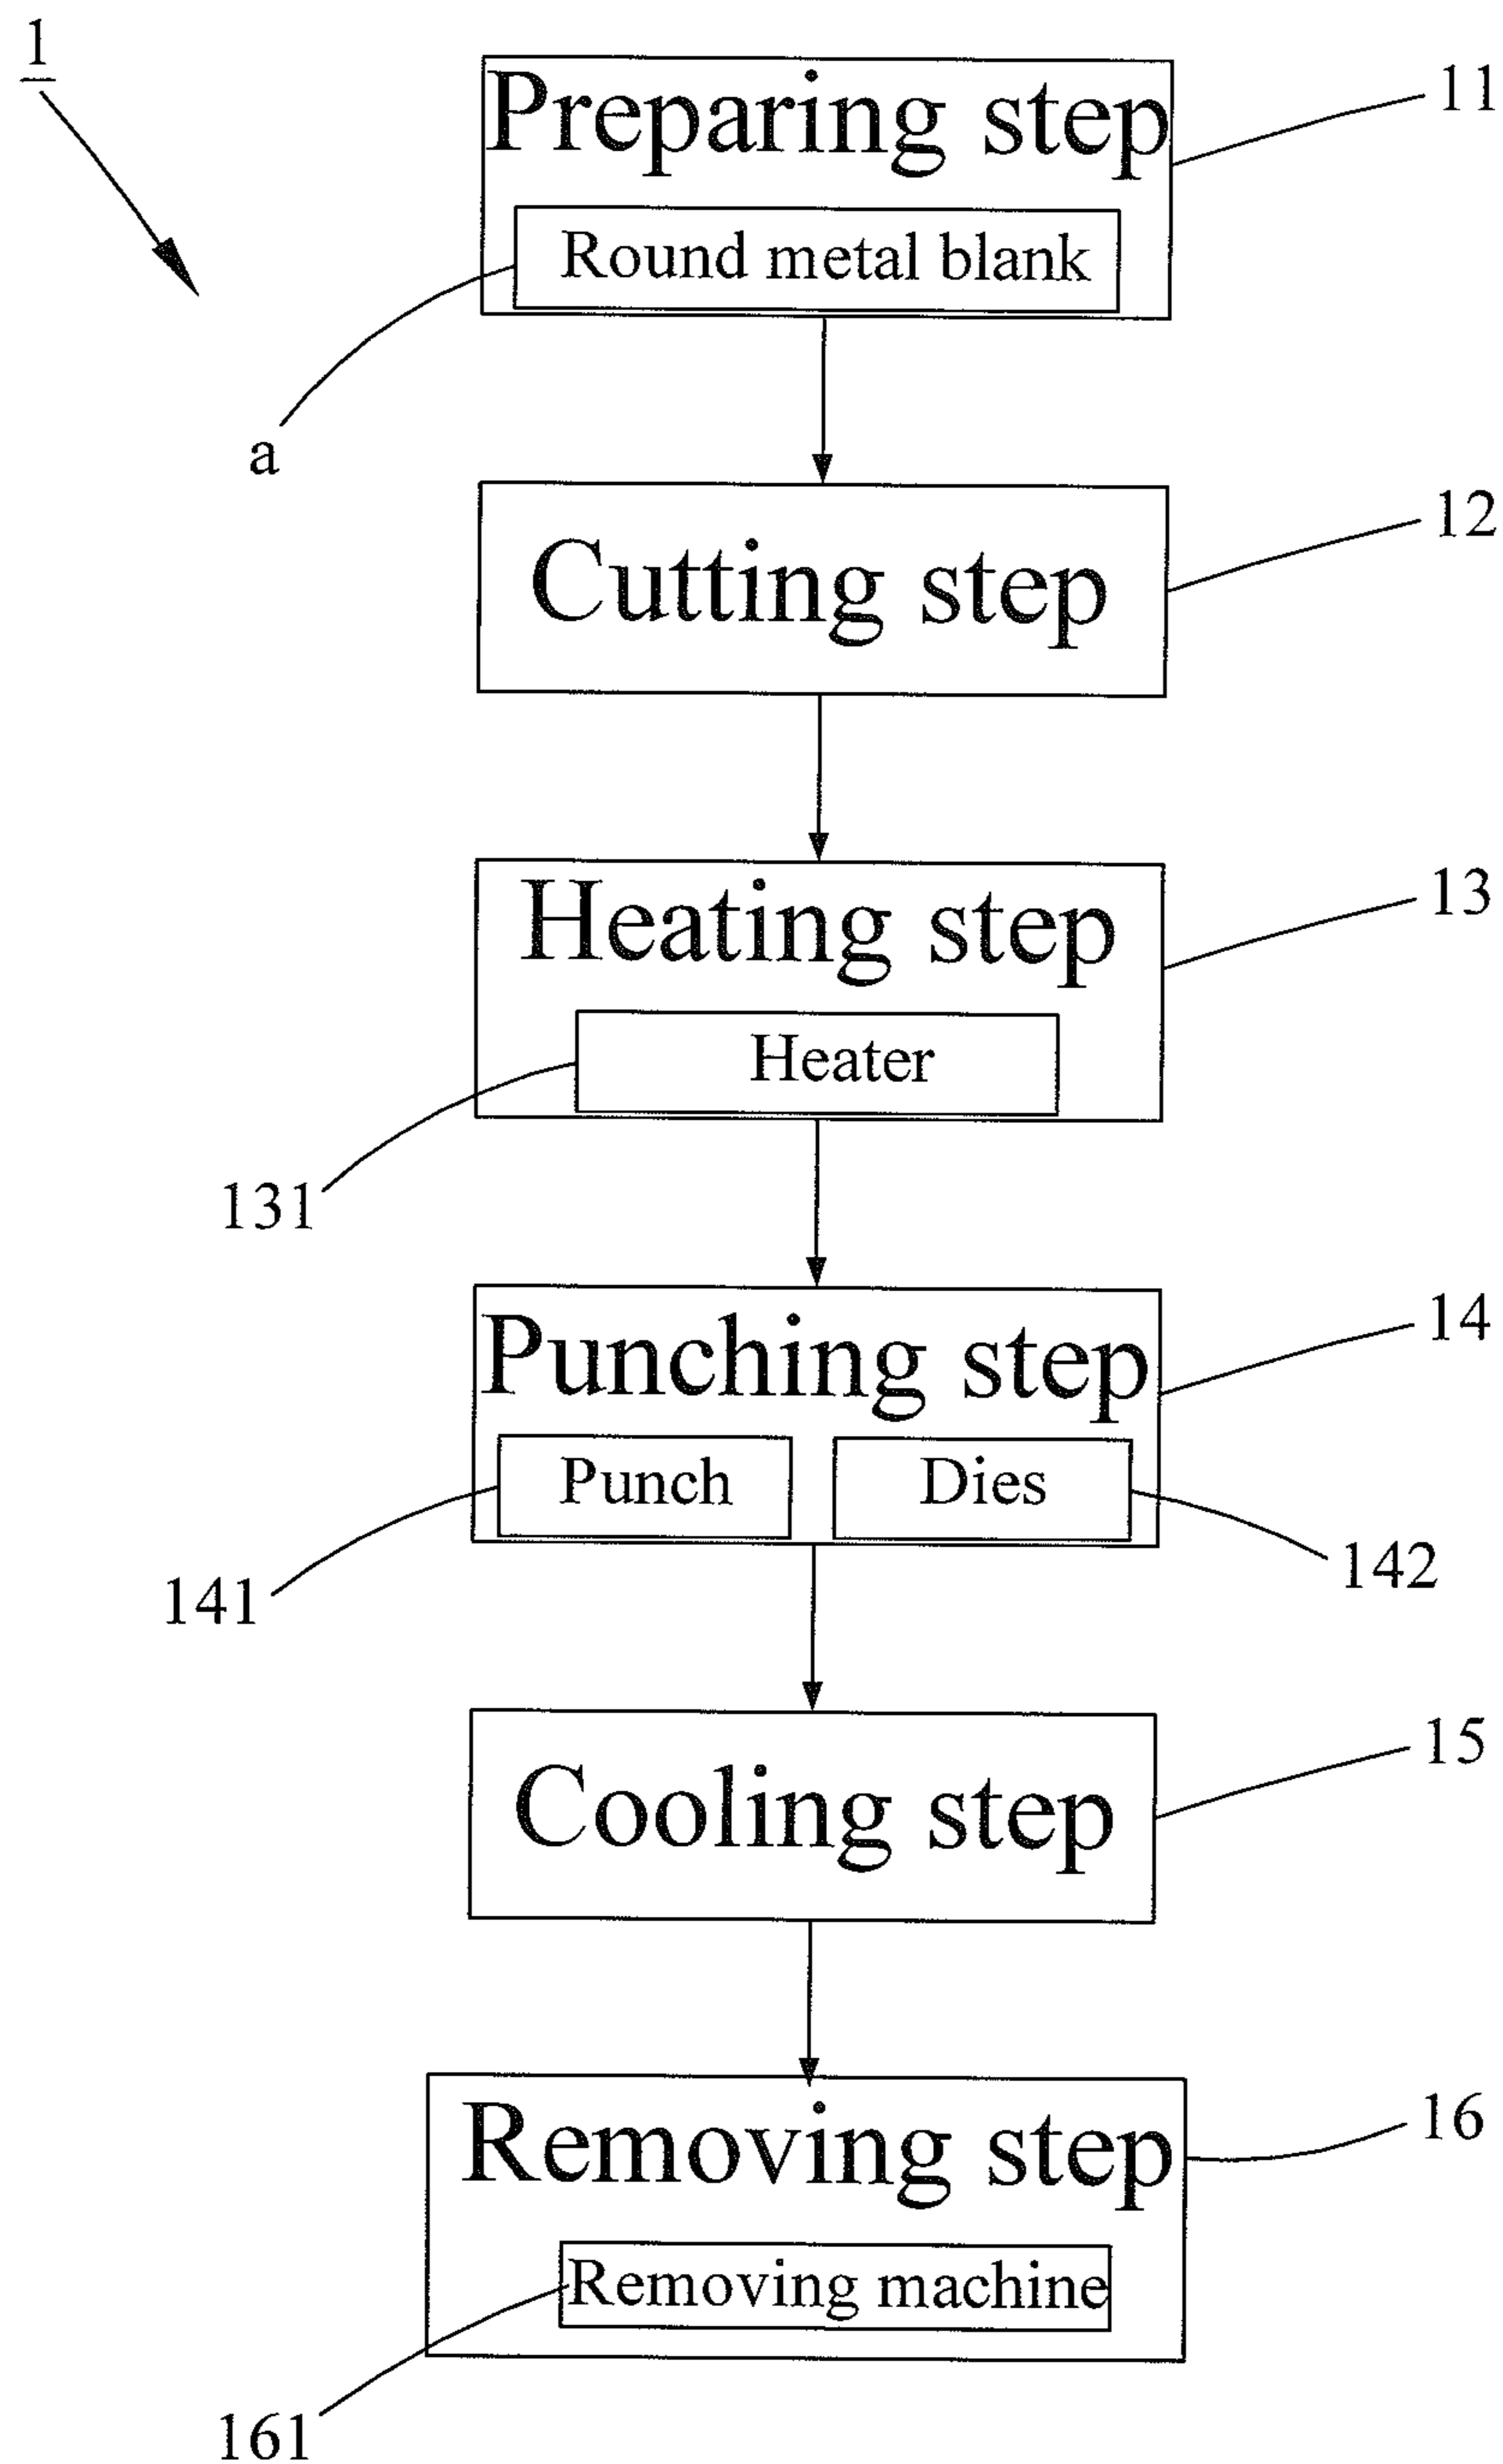 1
Preparing step
11
Round metal blank
a
Cutting step
12
Heating step
13
Heater
131
Punching step
14
Punch
Dies
141
142
Cooling step
15
Removing step
16
Removing machine
161